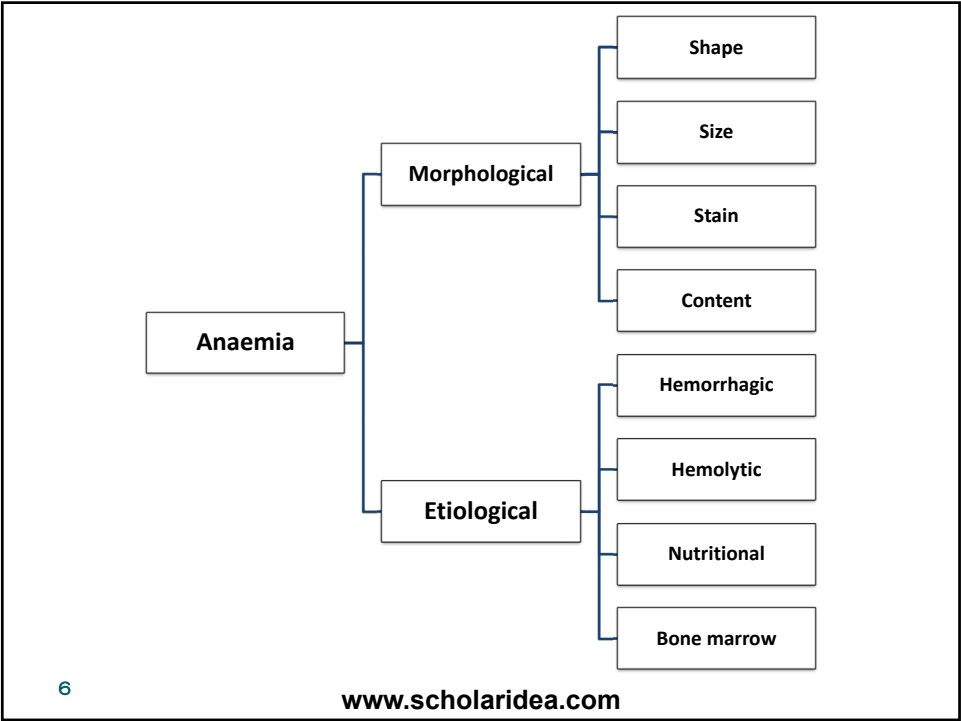 Anaemia
Morphological
Shape
Size
Stain
Content
Etiological
Hemorrhagic
Hemolytic
Nutritional
Bone marrow
6
www.scholaridea.com